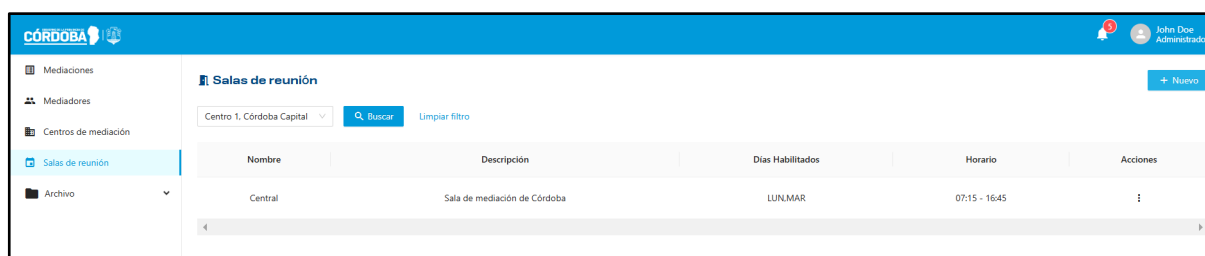 CÓRDOBA
5
John Doe
Administrado
Mediaciones
Mediadores
Centros de mediación
Salas de reunión
Archivo
Salas de reunión
+ Nuevo
Centro 1, Córdoba Capital
Buscar
Limpiar filtro
Nombre Descripción Días Habilitados Horario Acciones
Central Sala de mediación de Córdoba LUN,MAR 07:15 - 16:45